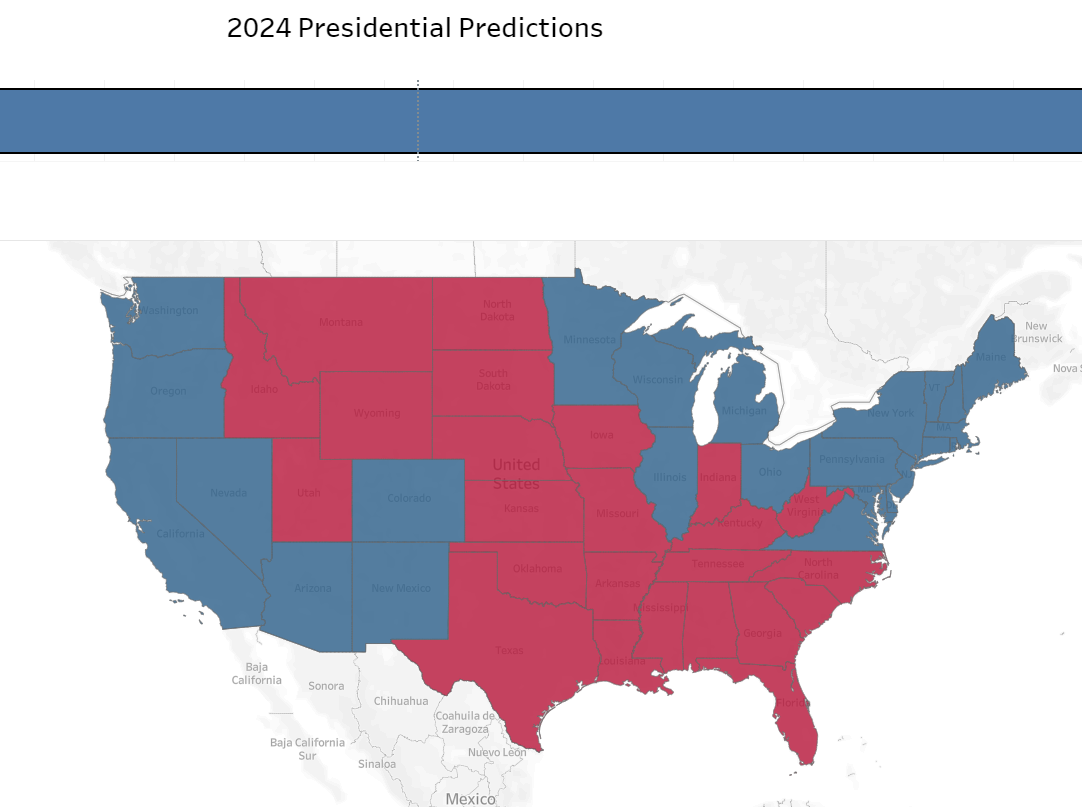 2024 Presidential Predictions
New
Brunswick
Nova S
Washington
Montana
North
Dakota
Minnesota
Maine
Oregon
Idaho
South
Dakota
Wisconsin
VT
Wyoming
Michigan
New York
MA
Iowa
United
States
Nevada
Utah
Colorado
Kansas
Illinois
Indiana
Ohio
Pennsylvania
NJ
MD
West
Virginia
California
Missouri
Kentucky
Arizona
New Mexico
Oklahoma
Arkansas
Tennessee
North
Carolina
Mississippi
Georgia
Texas
Louisiana
Florida
Baja
California
Sonora
Chihuahua
Coahuila de
Zaragoza
Nuevo León
Baja California
Sur
Sinaloa
Mexico